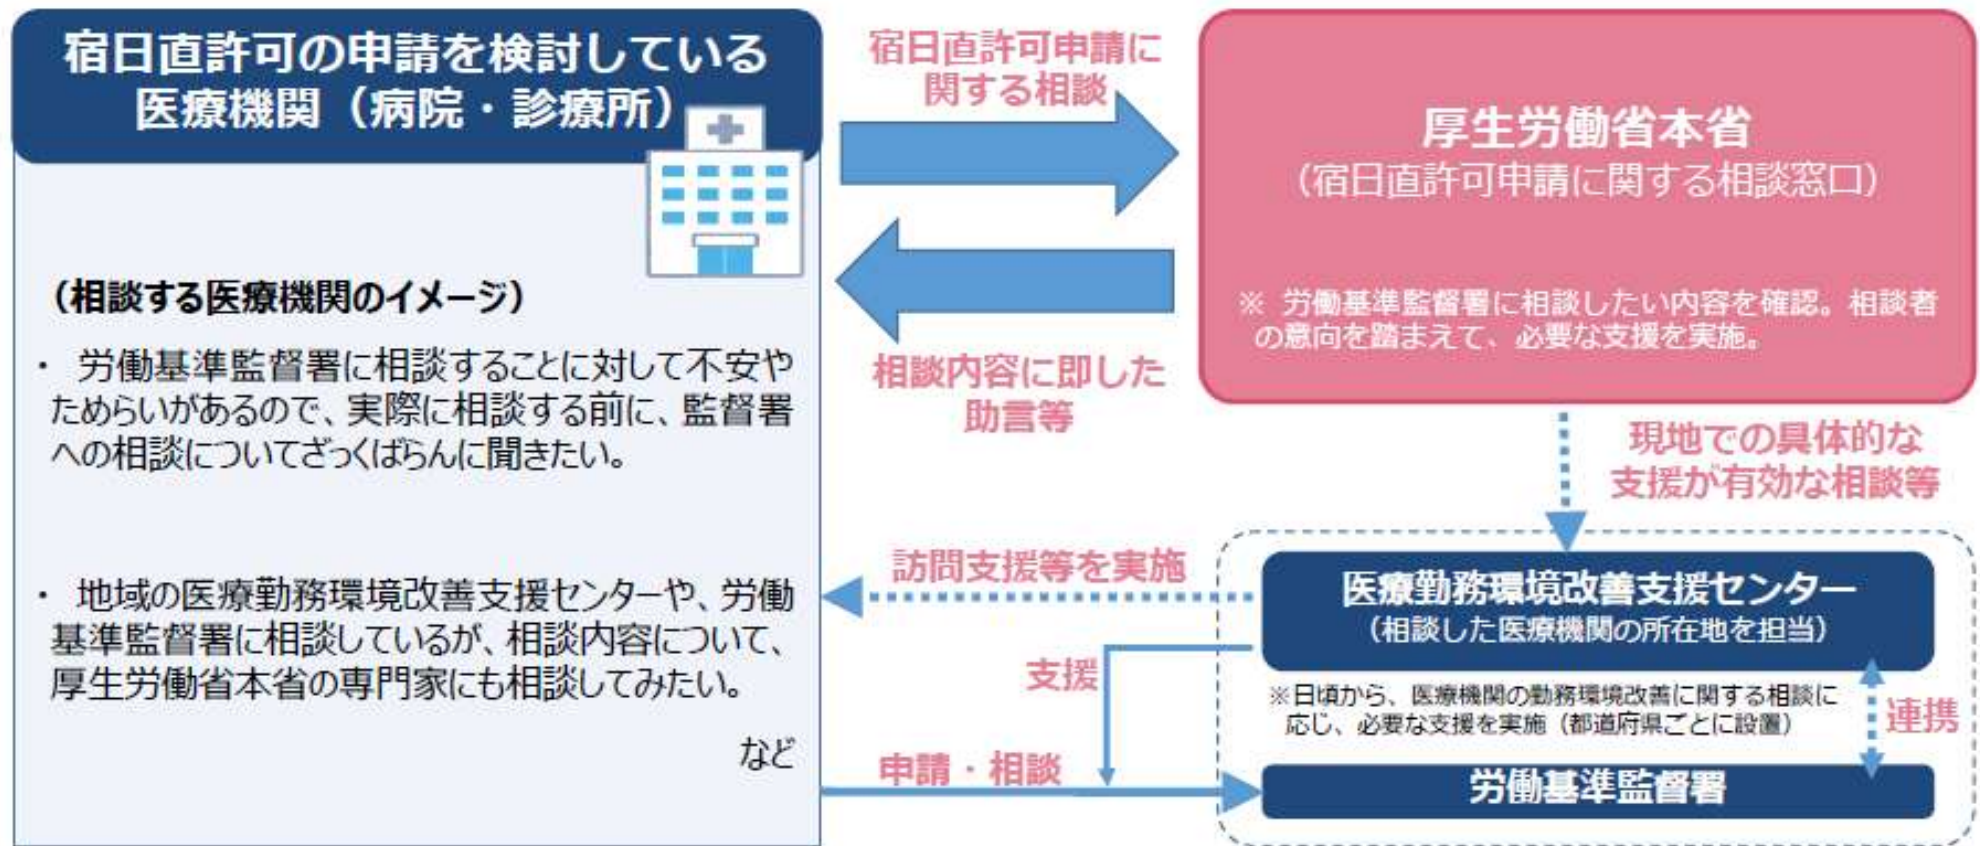 宿日直許可の申請を検討している
医療機関（病院・診療所）
（相談する医療機関のイメージ）
・ 労働基準監督署に相談することに対して不安や
ためらいがあるので、実際に相談する前に、監督署
への相談についてざっくばらんに聞きたい。
・ 地域の医療勤務環境改善支援センターや、労働
基準監督署に相談しているが、相談内容について、
厚生労働省本省の専門家にも相談してみたい。
など
宿日直許可申請に
関する相談
相談内容に即した
助言等
厚生労働省本省
（宿日直許可申請に関する相談窓口）
※ 労働基準監督署に相談したい内容を確認。相談者
の意向を踏まえて、必要な支援を実施。
現地での具体的な
支援が有効な相談等
訪問支援等を実施
医療勤務環境改善支援センター
（相談した医療機関の所在地を担当）
※日頃から、医療機関の勤務環境改善に関する相談に
応じ、必要な支援を実施（都道府県ごとに設置）
支援
連携
申請・相談
労働基準監督署